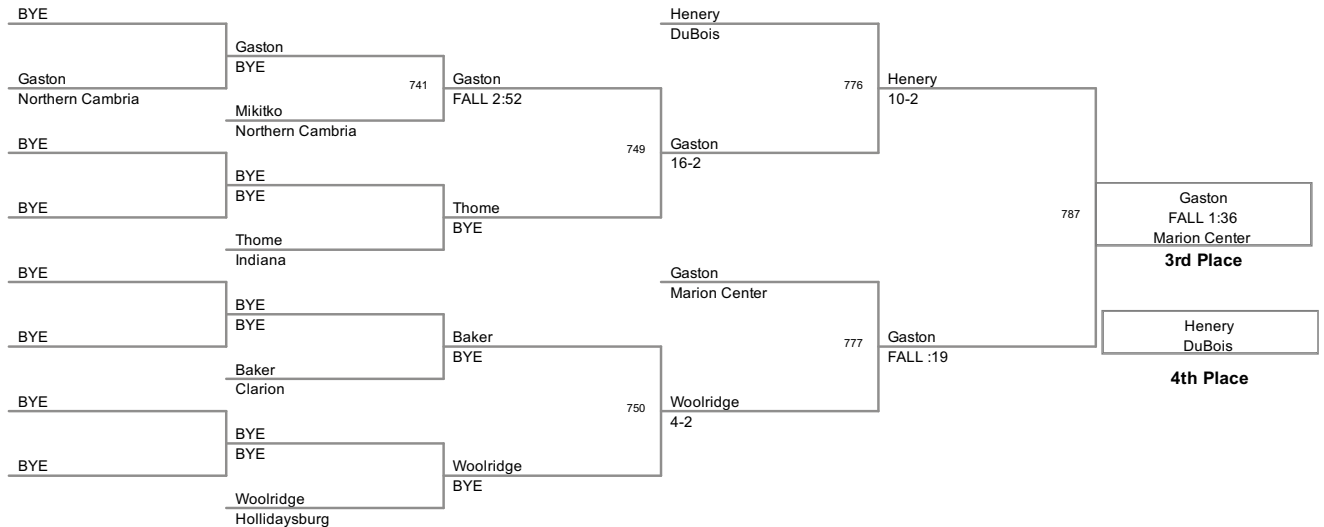 BYE
Gaston
BYE
Gaston
Northern Cambria
741
Mikitko
Northern Cambria
Gaston
FALL 2:52
BYE
BYE
BYE
BYE
Thome
Indiana
Thome
BYE
749
Gaston
16-2
Henery
DuBois
776
Henery
10-2
BYE
BYE
BYE
BYE
Baker
Clarion
Baker
BYE
BYE
BYE
BYE
BYE
Woolridge
Hollidaysburg
Woolridge
BYE
750
Woolridge
4-2
Gaston
Marion Center
777
Gaston
FALL :19
787
Gaston
FALL 1:36
Marion Center
3rd Place
Henery
DuBois
4th Place